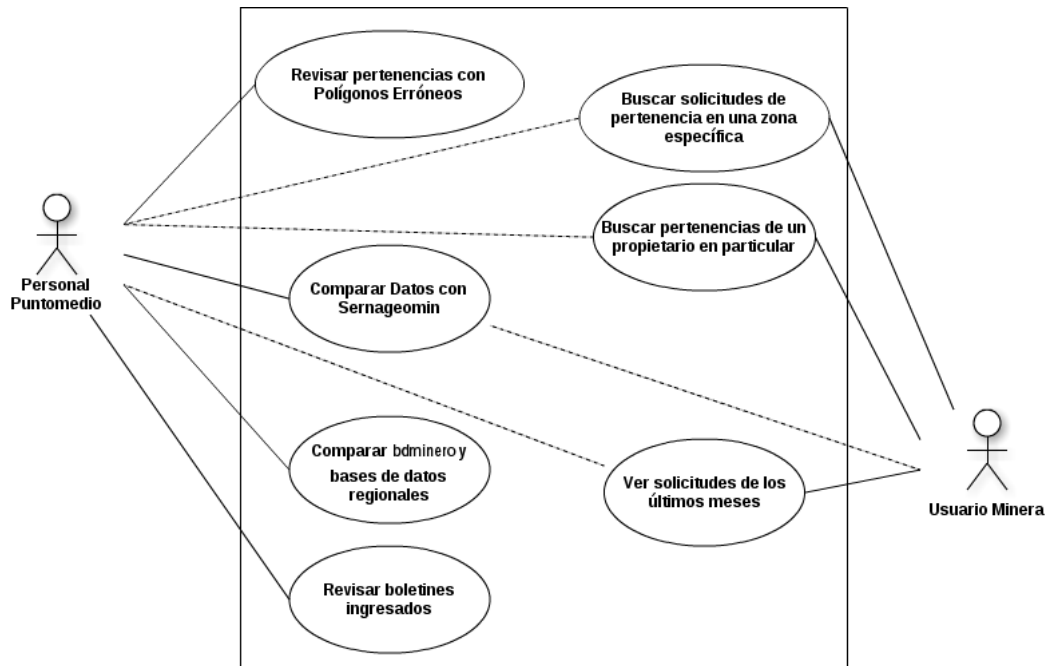 Revisar pertenencias con
Polígonos Erróneos
Buscar solicitudes de
pertenencia en una zona
específica
Buscar pertenencias de un
propietario en particular
Personal
Puntomedio
Comparar Datos con
Sernageomin
Comparar bdminero y
bases de datos
regionales
Ver solicitudes de los
últimos meses
Usuario Minera
Revisar boletines
ingresados